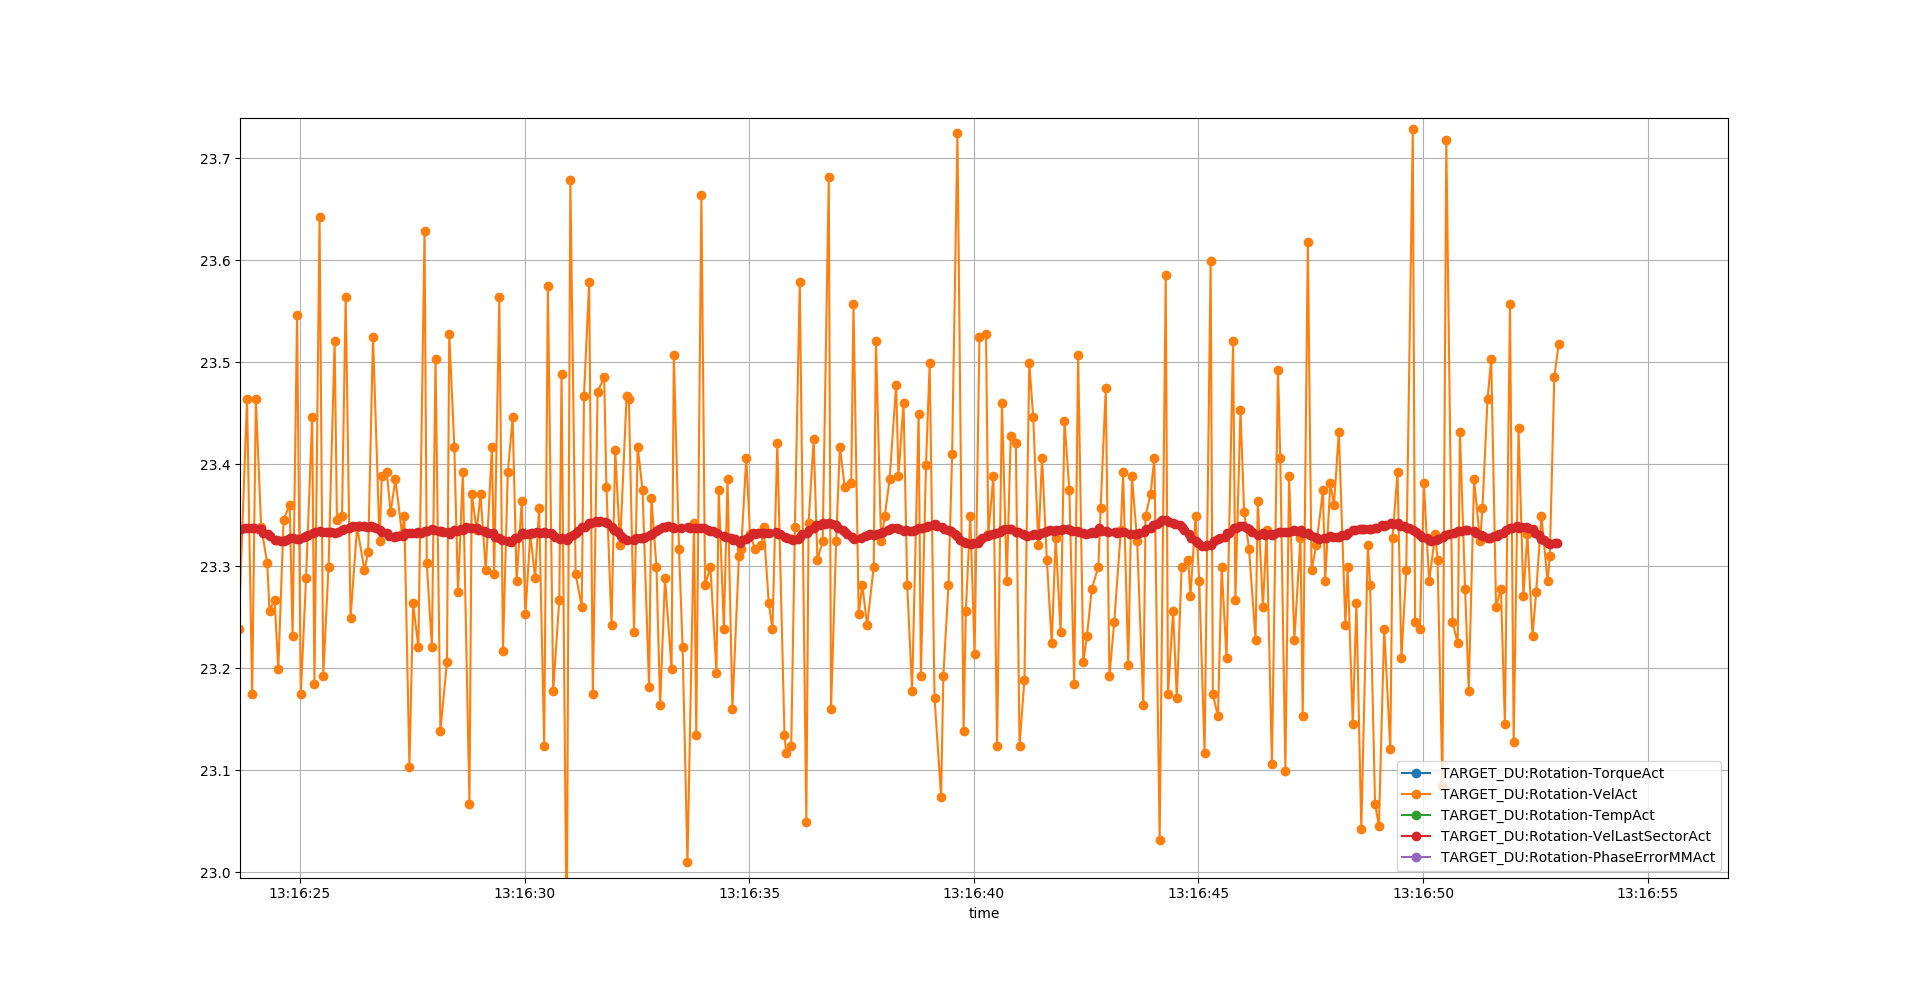 23.7
23.6
23.5
23.4
23.3
23.2
23.1
23.0
13:16:25 13:16:30 13:16:35 13:16:40 13:16:45 13:16:50 13:16:55
time
TARGET_DU:Rotation-TorqueAct
TARGET_DU:Rotation-VelAct
TARGET_DU:Rotation-TempAct
TARGET_DU:Rotation-VelLastSectorAct
TARGET_DU:Rotation-PhaseErrorMMAct